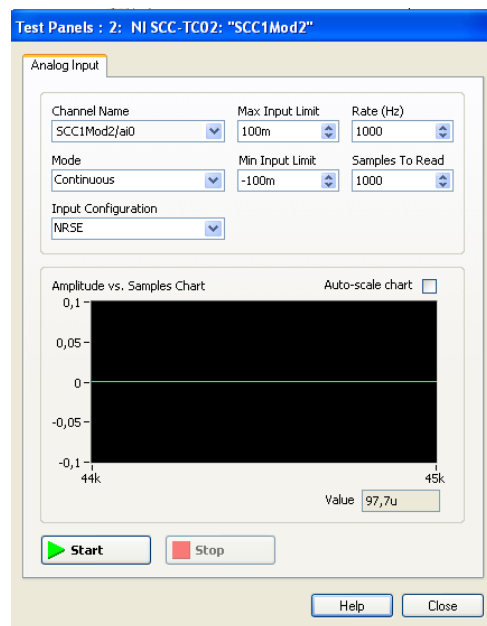 Test Panels : 2: NI SCC-TC02: "SCC1Mod2"
Analog Input
Channel Name Max Input Limit Rate (Hz)
SCC1Mod2/ai0 100m 1000
Mode Min Input Limit Samples To Read
Continuous -100m 1000
Input Configuration
NRSE
Amplitude vs. Samples Chart Auto-scale chart
0,1
0,05
0
-0,05
-0,1
44k 45k
Value 97,7u
Start Stop
Help Close